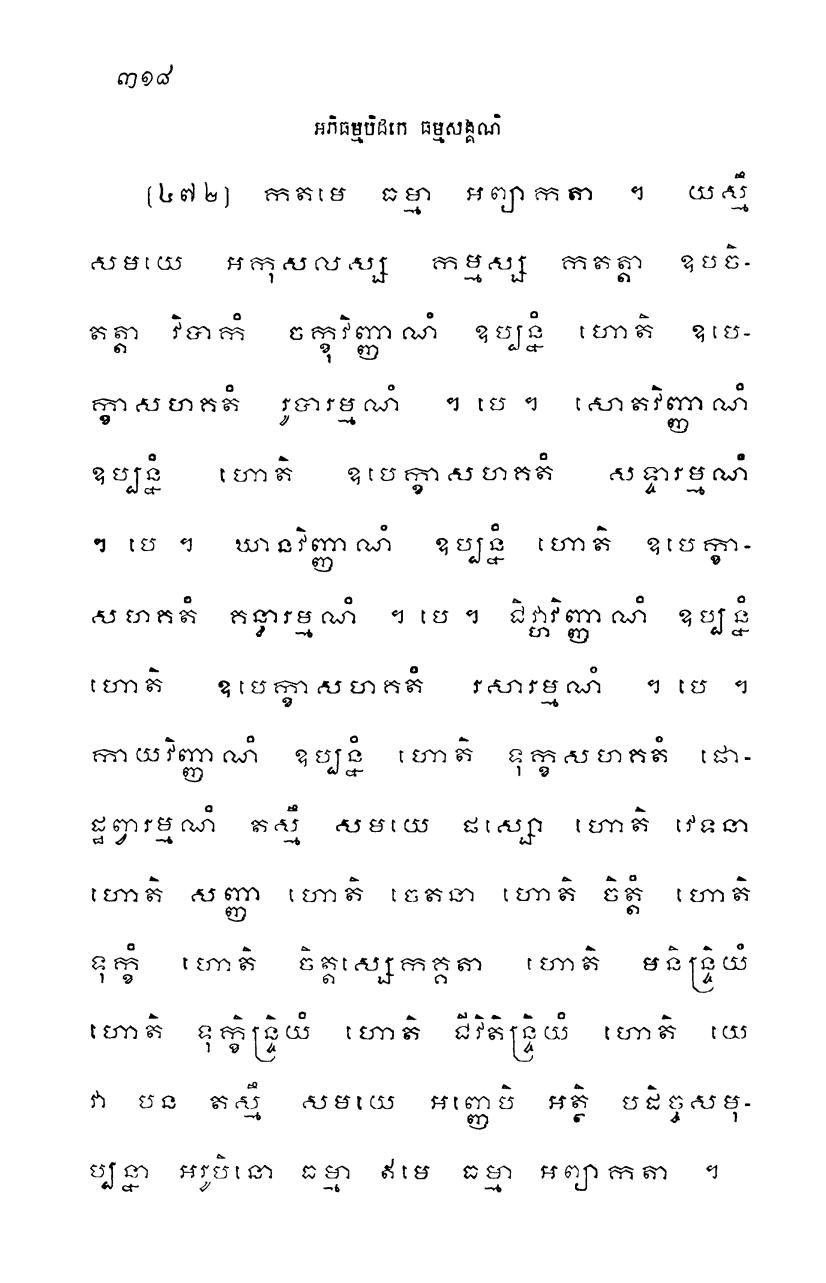 ៣១៨
អភិធម្មបិដកេ ធម្មសង្គណិ
(៤៧២) កតមេ ធម្មា អព្យាកតា ។ យស្មឹ
សមយេ អកុសលស្ស កម្មស្ស កតត្តា ឧបចិ-
តត្តា វិបាកំ ចក្ខុវិញ្ញាណំ ឧប្បន្នំ ហោតិ ឧបេ-
ក្ខាសហគតំ រូបារម្មណំ ។ បេ ។ សោតវិញ្ញាណំ
ឧប្បន្នំ ហោតិ ឧបេក្ខាសហគតំ សទ្ទារម្មណំ
។ បេ ។ ឃានវិញ្ញាណំ ឧប្បន្នំ ហោតិ ឧបេក្ខា-
សហគតំ គន្ធារម្មណំ ។ បេ ។ ជិវ្ហាវិញ្ញាណំ ឧប្បន្នំ
ហោតិ ឧបេក្ខាសហគតំ រសារម្មណំ ។ បេ ។
កាយវិញ្ញាណំ ឧប្បន្នំ ហោតិ ទុក្ខសហគតំ ផោ-
ដ្ឋព្វារម្មណំ តស្មឹ សមយេ ផស្សោ ហោតិ វេទនា
ហោតិ សញ្ញា ហោតិ ចេតនា ហោតិ ចិត្តំ ហោតិ
ទុក្ខំ ហោតិ ចិត្តស្សេកគ្គតា ហោតិ មនិន្ទ្រិយំ
ហោតិ ទុក្ខិន្ទ្រិយំ ហោតិ ជីវិតិន្ទ្រិយំ ហោតិ យេ
វា បន តស្មឹ សមយេ អញ្ញេបិ អត្ថិ បដិច្ចសមុ-
ប្បន្នា អរូបិនោ ធម្មា ឥមេ ធម្មា អព្យាកតា ។